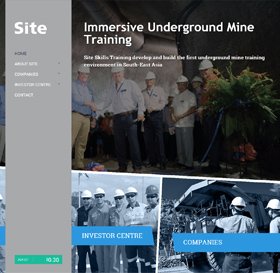 Site
HOME
ABOUT SITE
COMPANIES
INVESTOR CENTRE
CONTACT
Immersive Underground Mine
Training
Site Skills Training develop and build the first underground mine training
environment in South-East Asia
INVESTOR CENTRE
COMPANIES
$0.30